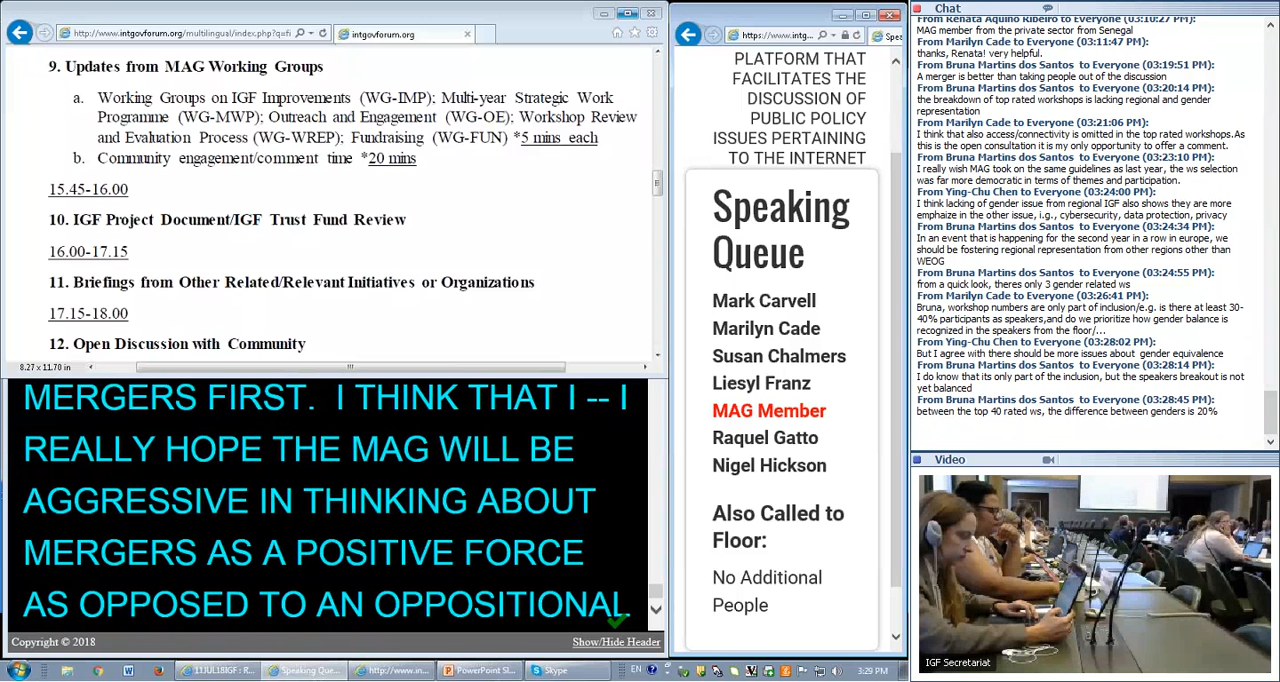 http://www.intgovforum.org/multilingual/index.php?q=fi
intgovforum.org
9. Updates from MAG Working Groups
a. Working Groups on IGF Improvements (WG-IMP); Multi-year Strategic Work
Programme (WG-MWP); Outreach and Engagement (WG-OE); Workshop Review
and Evaluation Process (WG-WREP); Fundraising (WG-FUN) *5 mins each
b. Community engagement/comment time *20 mins
15.45-16.00
10. IGF Project Document/IGF Trust Fund Review
16.00-17.15
11. Briefings from Other Related/Relevant Initiatives or Organizations
17.15-18.00
12. Open Discussion with Community
8.27 x 11.70 in
MERGERS FIRST.  I THINK THAT I -- I
REALLY HOPE THE MAG WILL BE
AGGRESSIVE IN THINKING ABOUT
MERGERS AS A POSITIVE FORCE
AS OPPOSED TO AN OPPOSITIONAL
Copyright © 2018
Show/Hide Header
https://www.intg...
Spe
PLATFORM THAT
FACILITATES THE
DISCUSSION OF
PUBLIC POLICY
ISSUES PERTAINING
TO THE INTERNET
Speaking
Queue
Mark Carvell
Marilyn Cade
Susan Chalmers
Liesyl Franz
MAG Member
Raquel Gatto
Nigel Hickson
Also Called to
Floor:
No Additional
People
Chat
From Renata Aquino Ribeiro to Everyone (03:10:27 PM):
MAG member from the private sector from Senegal
From Marilyn Cade to Everyone (03:11:47 PM):
thanks, Renata! very helpful.
From Bruna Martins dos Santos to Everyone (03:19:51 PM):
A merger is better than taking people out of the discussion
From Bruna Martins dos Santos to Everyone (03:20:14 PM):
the breakdown of top rated workshops is lacking regional and gender
representation
From Marilyn Cade to Everyone (03:21:06 PM):
I think that also access/connectivity is omitted in the top rated workshops.As
this is the open consultation it is my only opportunity to offer a comment.
From Bruna Martins dos Santos to Everyone (03:23:10 PM):
I really wish MAG took on the same guidelines as last year, the ws selection
was far more democratic in terms of themes and participation.
From Ying-Chu Chen to Everyone (03:24:00 PM):
I think lacking of gender issue from regional IGF also shows they are more
emphaize in the other issue, i.g., cybersecurity, data protection, privacy
From Bruna Martins dos Santos to Everyone (03:24:34 PM):
In an event that is happening for the second year in a row in europe, we
should be fostering regional representation from other regions other than
WEOG
From Bruna Martins dos Santos to Everyone (03:24:55 PM):
from a quick look, theres only 3 gender related ws
From Marilyn Cade to Everyone (03:26:41 PM):
Bruna, workshop numbers are only part of inclusion/e.g. is there at least 30-
40% participants as speakers,and do we prioritize how gender balance is
recognized in the speakers from the floor/...
From Ying-Chu Chen to Everyone (03:28:02 PM):
But I agree with there should be more issues about gender equivalence
From Bruna Martins dos Santos to Everyone (03:28:14 PM):
I do know that its only part of the inclusion, but the speakers breakout is not
yet balanced
From Bruna Martins dos Santos to Everyone (03:28:45 PM):
between the top 40 rated ws, the difference between genders is 20%
Video
IGF Secretariat
11JUL18IGF : R...
Speaking Que...
http://www.in...
PowerPoint Sl...
Skype
EN
3:29 PM